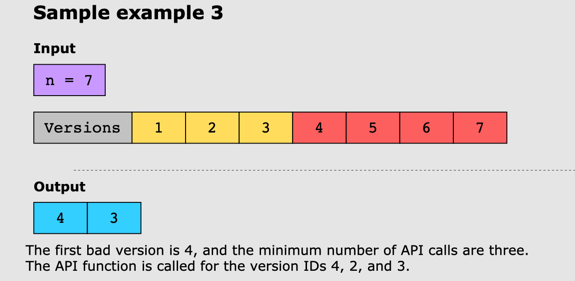 Sample example 3
Input
n = 7
Versions 1 2 3 4 5 6 7
Output
4 3
The first bad version is 4, and the minimum number of API calls are three.
The API function is called for the version IDs 4, 2, and 3.